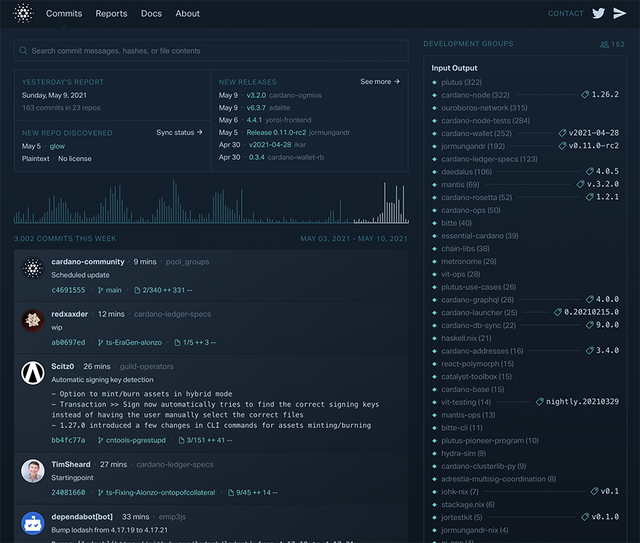 Commits Reports Docs About
CONTACT
Search commit messages, hashes, or file contents
YESTERDAY'S REPORT
Sunday, May 9, 2021
163 commits in 23 repos
NEW REPO DISCOVERED Sync status →
May 5 · glow
Plaintext · No license
NEW RELEASES See more →
May 9 · v3.2.0 cardano-ogmios
May 9 · v6.3.7 adalite
May 6 · 4.4.1 yoroi-frontend
May 5 · Release 0.11.0-rc2 jormungandr
Apr 30 · v2021-04-28 ikar
Apr 30 · 0.3.4 cardano-wallet-rb
3,002 COMMITS THIS WEEK MAY 03, 2021 - MAY 10, 2021
cardano-community · 9 mins · pool_groups
Scheduled update
c4691555 · main · 2/340 ++ 331 --
redxaxder · 12 mins · cardano-ledger-specs
wip
ab0697ed · ts-EraGen-alonzo · 1/5 ++ 3 --
Scitz0 · 26 mins · guild-operators
Automatic signing key detection
- Option to mint/burn assets in hybrid mode
- Transaction >> Sign now automatically tries to find the correct signing keys
instead of having the user manually select the correct files
- 1.27.0 introduced a few changes in CLI commands for assets minting/burning
bb4fc77a · cntools-pgrestupd · 3/151 ++ 41 --
TimSheard · 27 mins · cardano-ledger-specs
Startingpoint
24081660 · ts-Fixing-Alonzo-ontopofcollateral · 9/45 ++ 14 --
dependabot[bot] · 33 mins · emip3js
Bump lodash from 4.17.19 to 4.17.21
DEVELOPMENT GROUPS 152
Input Output
plutus (322)
cardano-node (322) 1.26.2
ouroboros-network (315)
cardano-node-tests (284)
cardano-wallet (252) v2021-04-28
jormungandr (192) v0.11.0-rc2
cardano-ledger-specs (123)
daedalus (106) 4.0.5
mantis (69) v.3.2.0
cardano-rosetta (52) 1.2.1
cardano-ops (50)
bitte (40)
essential-cardano (39)
chain-libs (38)
metronome (29)
vit-ops (28)
plutus-use-cases (26)
cardano-graphql (26) 4.0.0
cardano-launcher (25) 0.20210215.0
cardano-db-sync (22) 9.0.0
haskell.nix (21)
cardano-addresses (16) 3.4.0
react-polymorph (15)
catalyst-toolbox (15)
cardano-base (15)
vit-testing (14) nightly.20210329
mantis-ops (13)
bitte-cli (11)
plutus-pioneer-program (10)
hydra-sim (9)
cardano-clusterlib-py (9)
adrestia-multisig-coordination (8)
iohk-nix (7) v0.1
stackage.nix (6)
jortestkit (5) v0.1.0
jormungandr-nix (4)